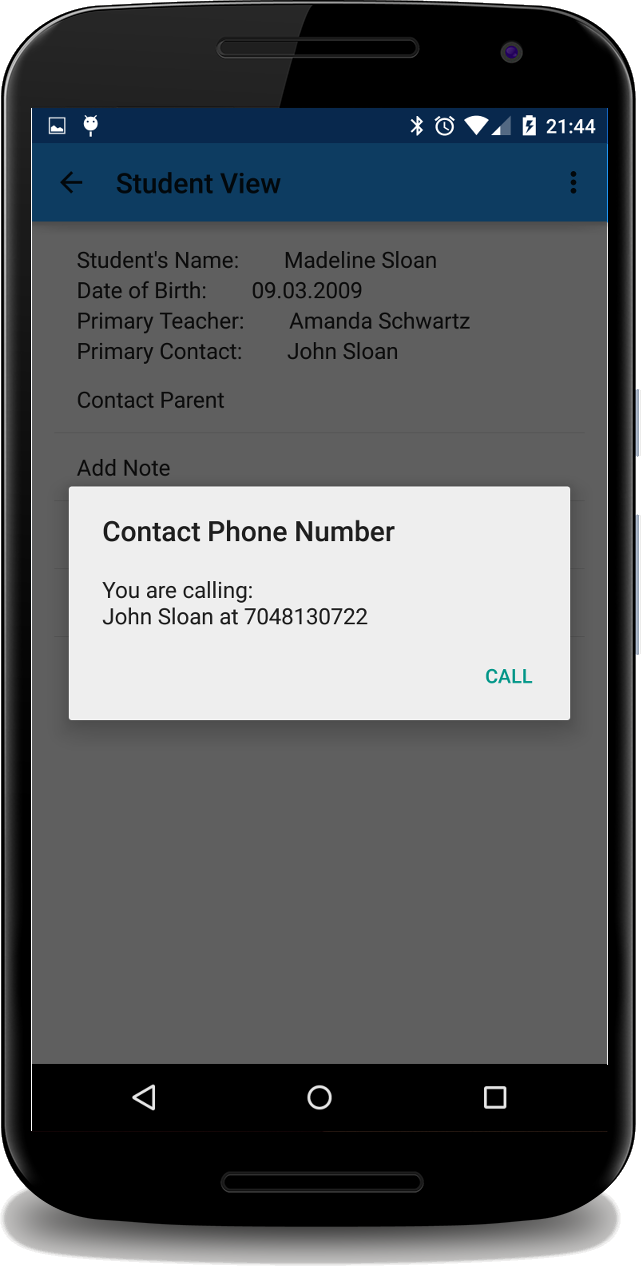 21:44
Student View
Student's Name: Madeline Sloan
Date of Birth: 09.03.2009
Primary Teacher: Amanda Schwartz
Primary Contact: John Sloan
Contact Parent
Add Note
Contact Phone Number
You are calling:
John Sloan at 7048130722
CALL